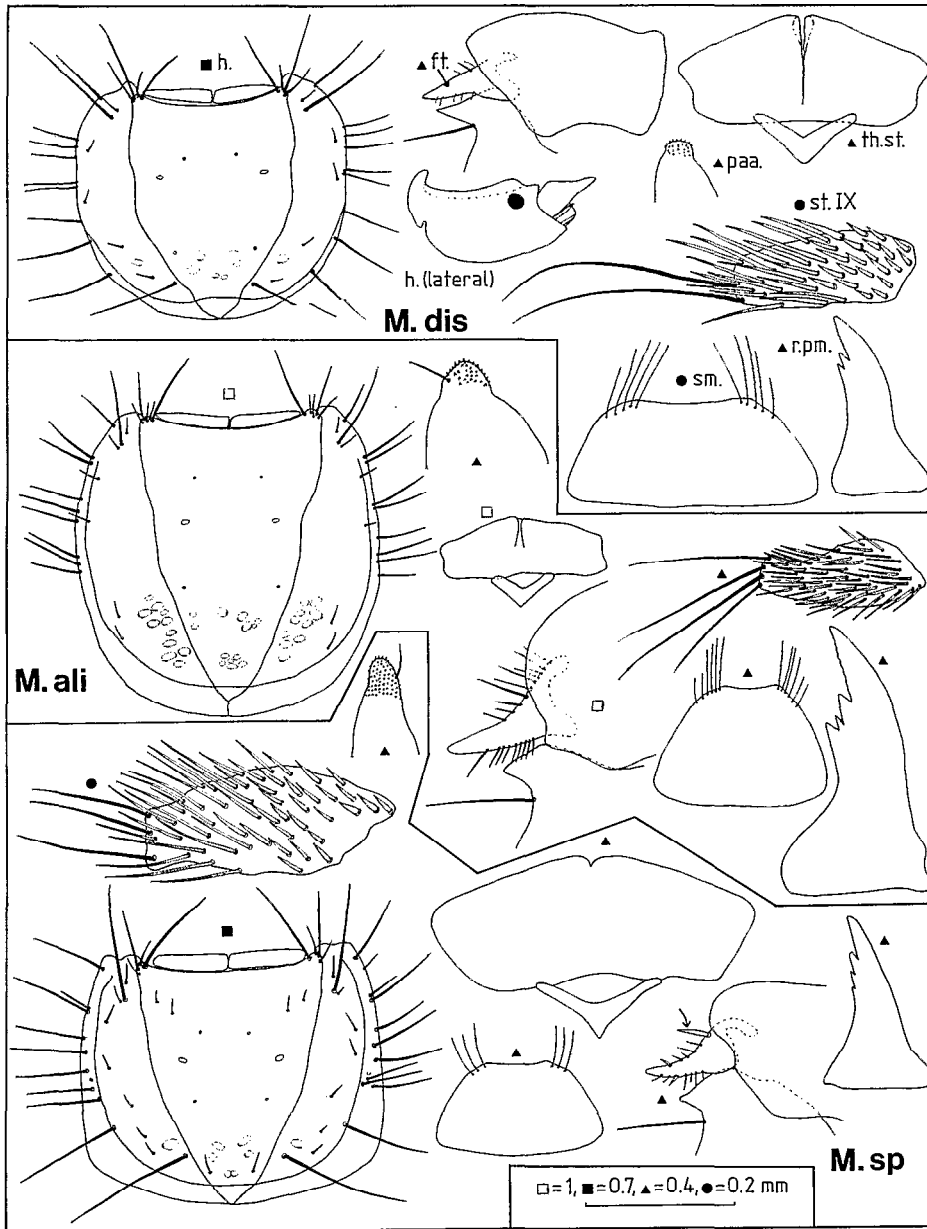 ■ h.
▲ ft.
▲ th.st.
▲ paa.
● st. IX
h. (lateral)
M. dis
▲ r.pm.
● sm.
M. ali
M. sp
□=1, ■=0.7, ▲=0.4, ●=0.2 mm